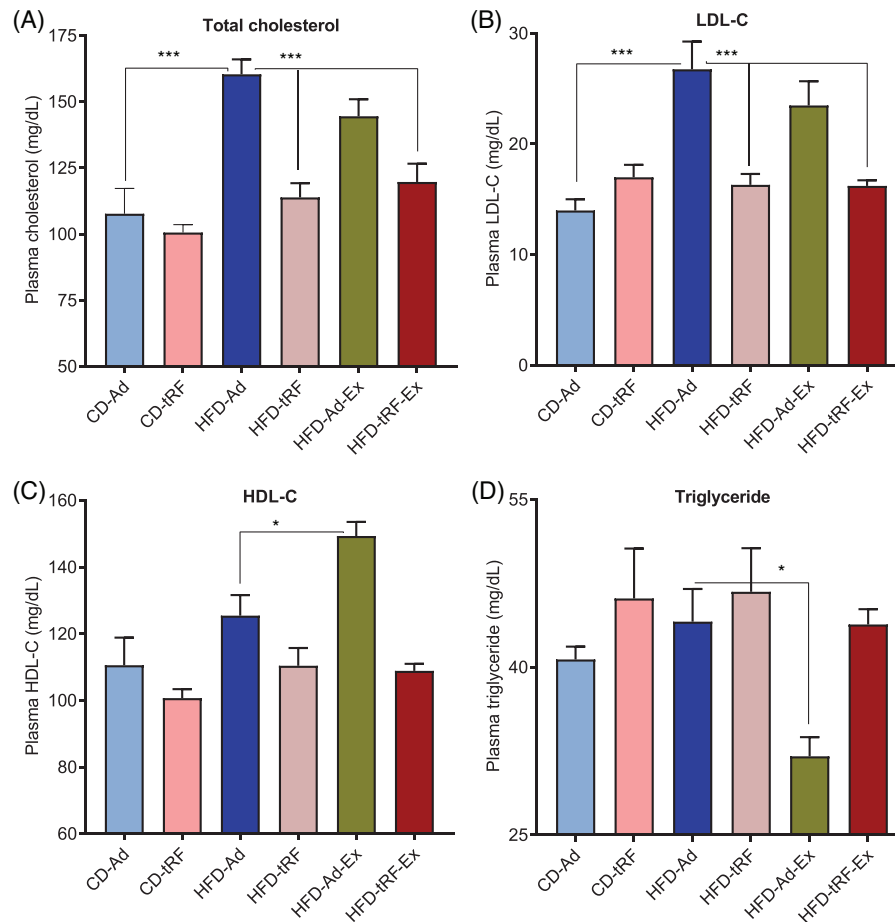 (A)
Total cholesterol
Plasma cholesterol (mg/dL)
175
150
125
100
75
50
***
***
CD-Ad
CD-tRF
HFD-Ad
HFD-tRF
HFD-Ad-Ex
HFD-tRF-Ex
(B)
LDL-C
Plasma LDL-C (mg/dL)
30
20
10
0
***
***
CD-Ad
CD-tRF
HFD-Ad
HFD-tRF
HFD-Ad-Ex
HFD-tRF-Ex
(C)
HDL-C
Plasma HDL-C (mg/dL)
160
140
120
100
80
60
*
CD-Ad
CD-tRF
HFD-Ad
HFD-tRF
HFD-Ad-Ex
HFD-tRF-Ex
(D)
Triglyceride
Plasma triglyceride (mg/dL)
55
40
25
*
CD-Ad
CD-tRF
HFD-Ad
HFD-tRF
HFD-Ad-Ex
HFD-tRF-Ex